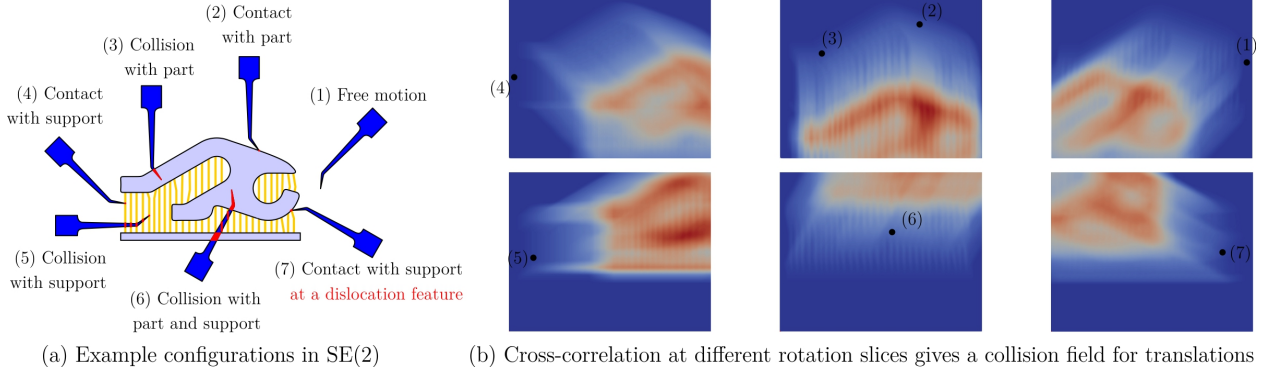 (2) Contact
with part
(3) Collision
with part
(4) Contact
with support
(1) Free motion
(5) Collision
with support
(6) Collision with
part and support
(7) Contact with support
at a dislocation feature
(a) Example configurations in SE(2)
(4)
(3)
(2)
(1)
(5)
(6)
(7)
(b) Cross-correlation at different rotation slices gives a collision field for translations